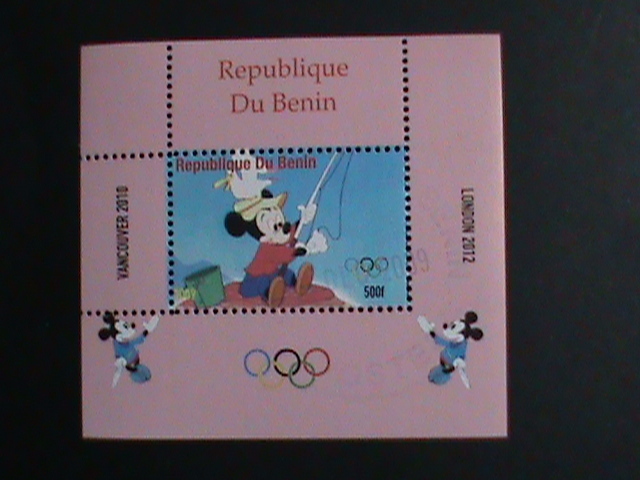 Republique
Du Benin
Republique Du Benin
VANCOUVER 2010
LONDON 2012
500f